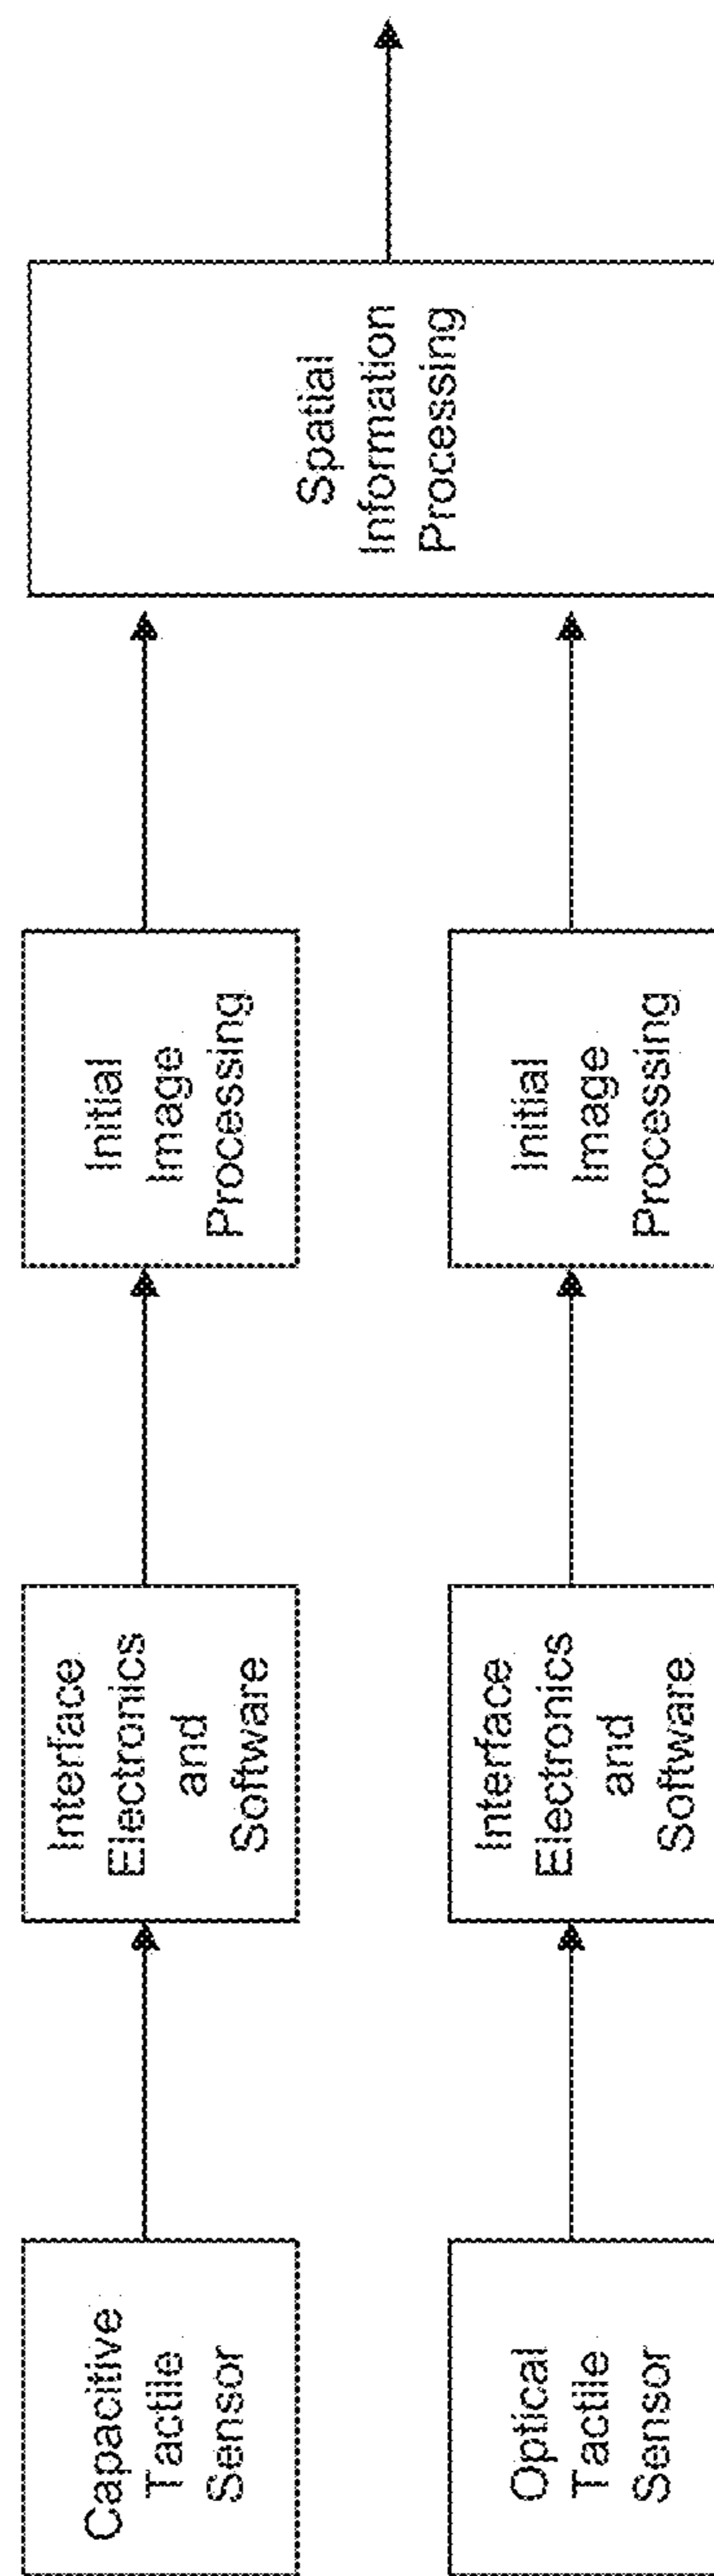 Capacitive
Tactile
Sensor
Interface
Electronics
and
Software
Initial
Image
Processing
Optical
Tactile
Sensor
Interface
Electronics
and
Software
Initial
Image
Processing
Spatial
Information
Processing